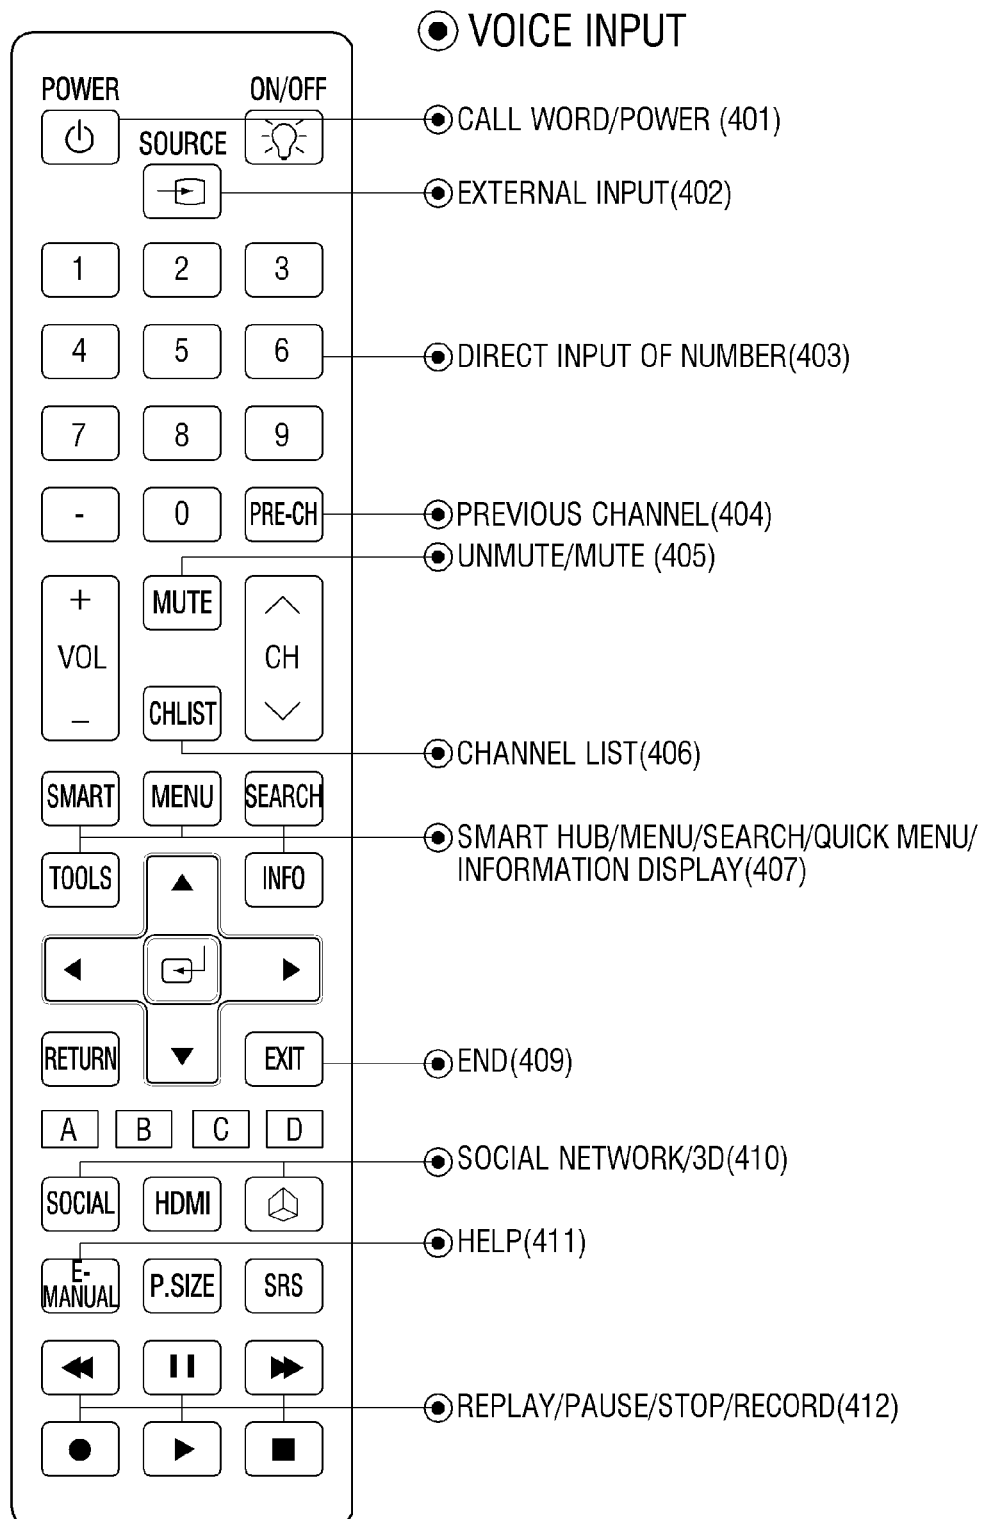 VOICE INPUT
POWER ON/OFF
CALL WORD/POWER (401)
SOURCE
EXTERNAL INPUT(402)
1 2 3
4 5 6
DIRECT INPUT OF NUMBER(403)
7 8 9
- 0 PRE-CH
PREVIOUS CHANNEL(404)
UNMUTE/MUTE (405)
+ MUTE
VOL CH
CHLIST
–
CHANNEL LIST(406)
SMART MENU SEARCH
SMART HUB/MENU/SEARCH/QUICK MENU/
INFORMATION DISPLAY(407)
TOOLS INFO
RETURN EXIT
END(409)
A B C D
SOCIAL NETWORK/3D(410)
SOCIAL HDMI
HELP(411)
E-
MANUAL P.SIZE SRS
REPLAY/PAUSE/STOP/RECORD(412)